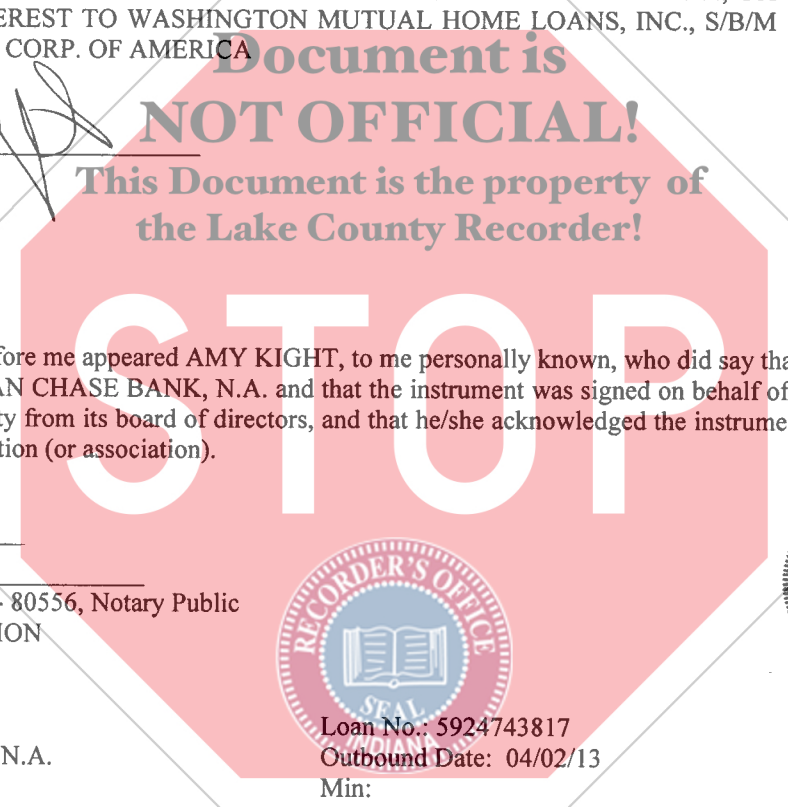 EREST TO WASHINGTON MUTUAL HOME LOANS, INC., S/B/M
CORP. OF AMERICA
Document is
NOT OFFICIAL!
This Document is the property of
the Lake County Recorder!
STOP
fore me appeared AMY KIGHT, to me personally known, who did say tha
AN CHASE BANK, N.A. and that the instrument was signed on behalf of
ty from its board of directors, and that he/she acknowledged the instrume
tion (or association).
- 80556, Notary Public
ION
RECORDER'S OFFICE
SEAL
INDIANA
Loan No.: 5924743817
N.A.
Outbound Date: 04/02/13
Min: